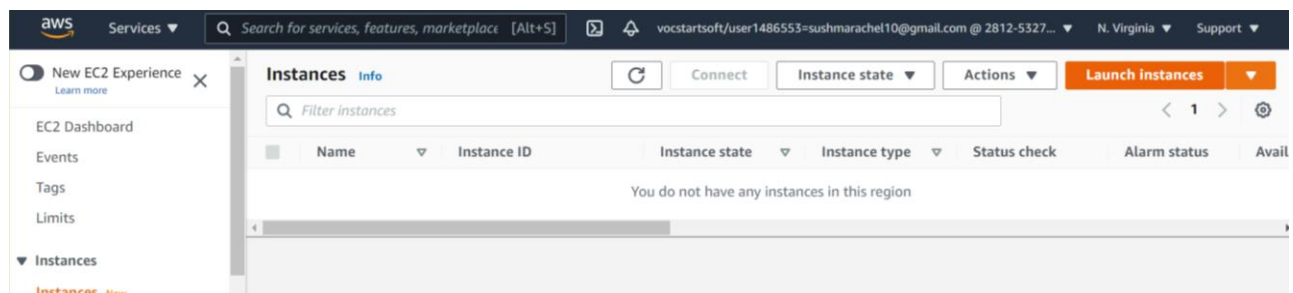 aws Services ▼ Search for services, features, marketplace [Alt+S] vocstartsoft/user1486553=sushmarachel10@gmail.com @ 2812-5327... ▼ N. Virginia ▼ Support ▼
New EC2 Experience
Learn more
EC2 Dashboard
Events
Tags
Limits
▼ Instances
Instances New
Instances Info Connect Instance state ▼ Actions ▼ Launch instances ▼
Filter instances < 1 >
Name Instance ID Instance state Instance type Status check Alarm status Avail
You do not have any instances in this region